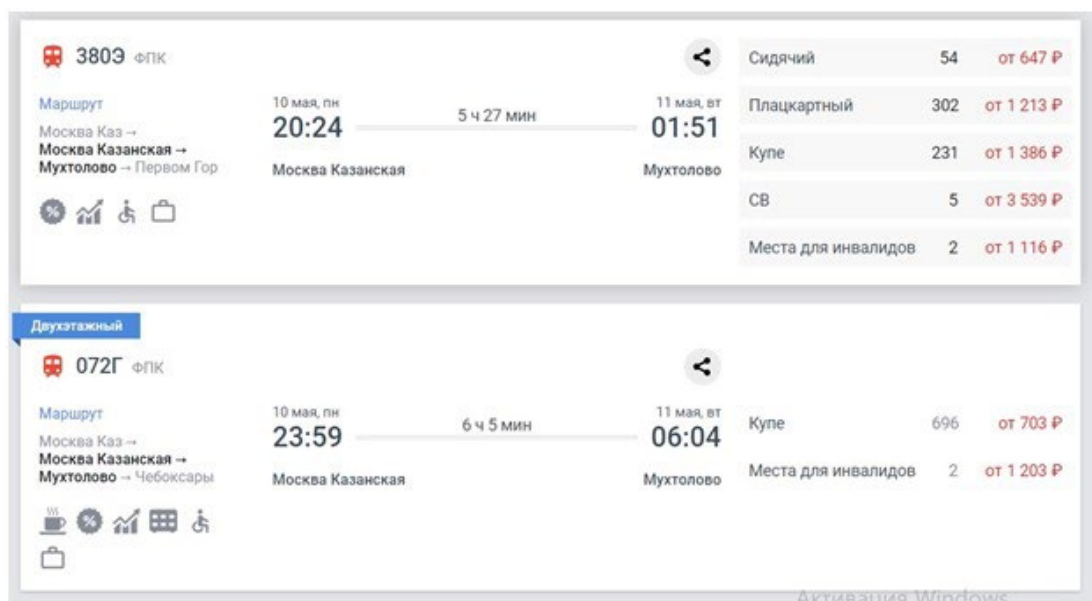 380Э ФПК
Маршрут
Москва Каз →
Москва Казанская →
Мухтолово → Первом Гор
10 мая, пн
20:24
5 ч 27 мин
11 мая, вт
01:51
Москва Казанская
Мухтолово
Сидячий 54 от 647 ₽
Плацкартный 302 от 1 213 ₽
Купе 231 от 1 386 ₽
СВ 5 от 3 539 ₽
Места для инвалидов 2 от 1 116 ₽
Двухэтажный
072Г ФПК
Маршрут
Москва Каз →
Москва Казанская →
Мухтолово → Чебоксары
10 мая, пн
23:59
6 ч 5 мин
11 мая, вт
06:04
Москва Казанская
Мухтолово
Купе 696 от 703 ₽
Места для инвалидов 2 от 1 203 ₽
Активация Windows